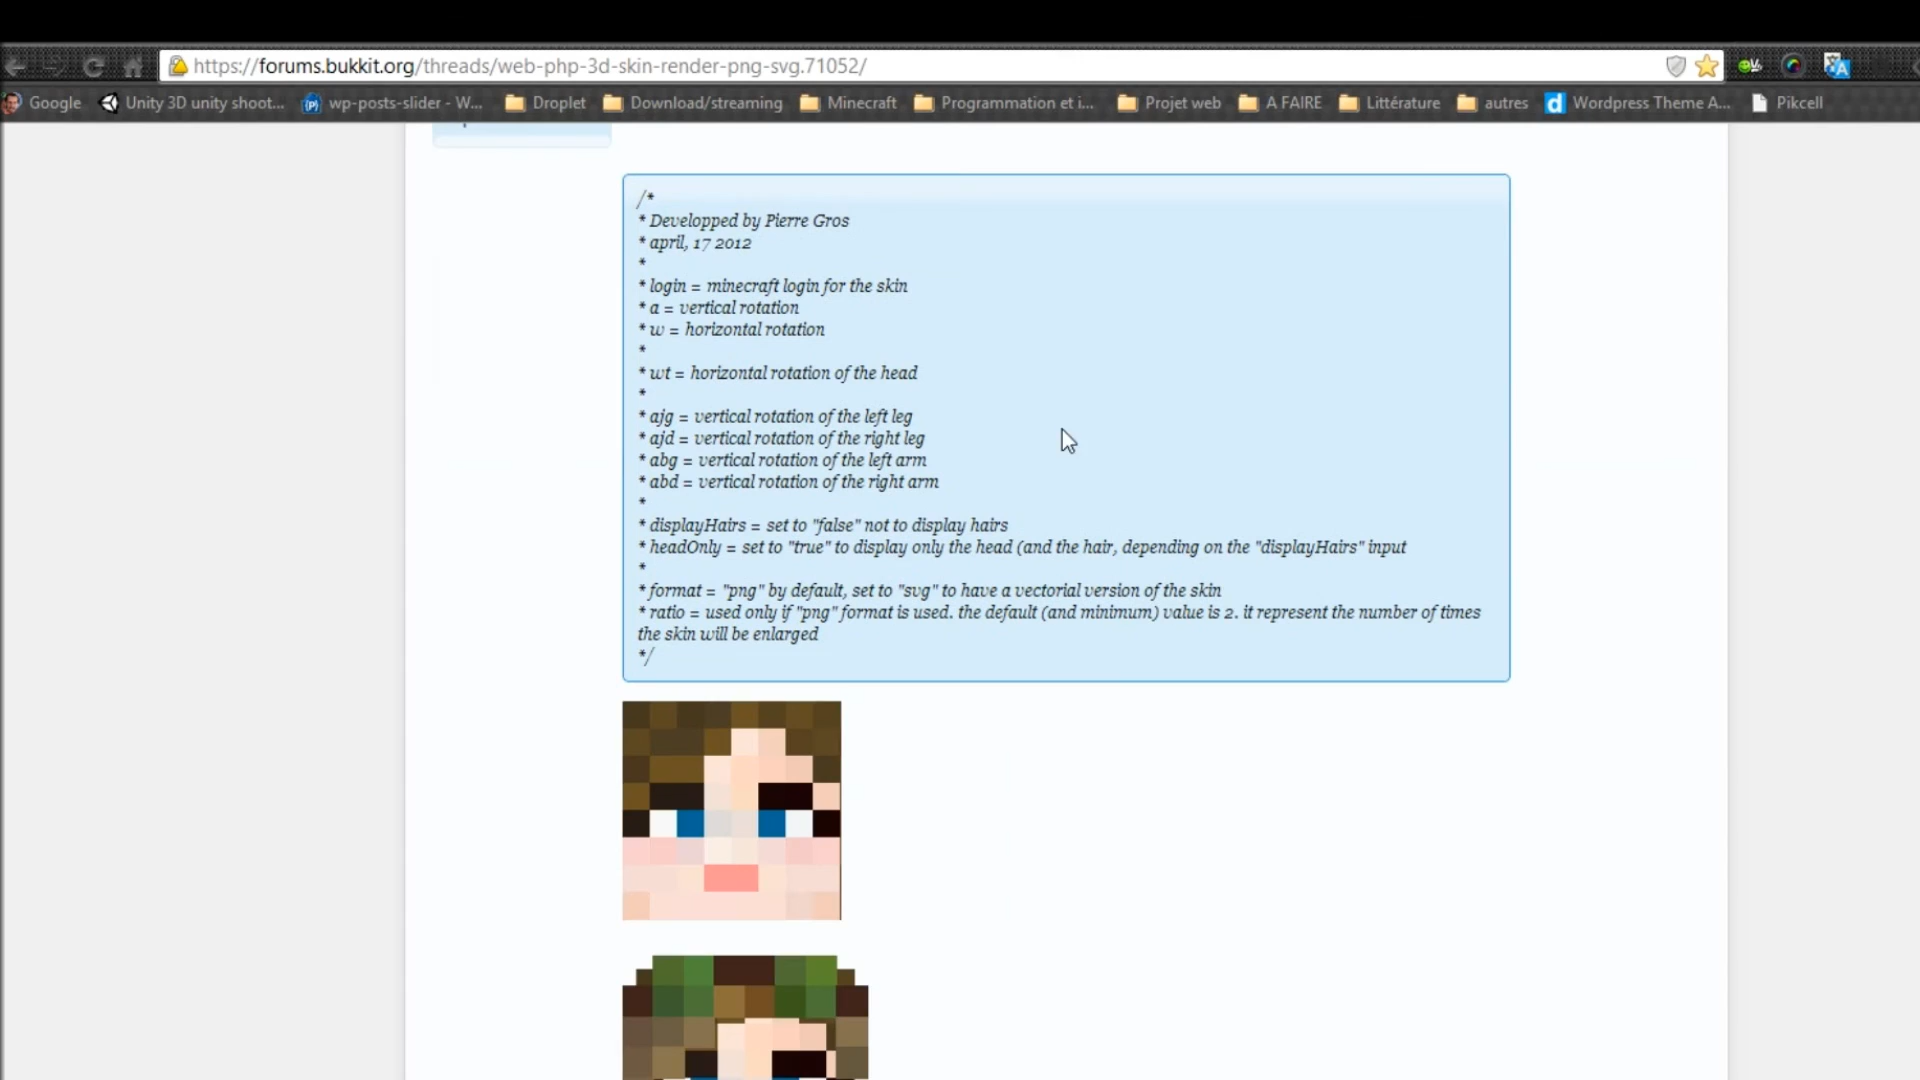 https://forums.bukkit.org/threads/web-php-3d-skin-render-png-svg.71052/
Google Unity 3D unity shoot... wp-posts-slider - W... Droplet Download/streaming Minecraft Programmation et i... Projet web A FAIRE Littérature autres Wordpress Theme A... Pikcell
/*
* Developped by Pierre Gros
* april, 17 2012
*
* login = minecraft login for the skin
* a = vertical rotation
* w = horizontal rotation
*
* wt = horizontal rotation of the head
*
* ajg = vertical rotation of the left leg
* ajd = vertical rotation of the right leg
* abg = vertical rotation of the left arm
* abd = vertical rotation of the right arm
*
* displayHairs = set to "false" not to display hairs
* headOnly = set to "true" to display only the head (and the hair, depending on the "displayHairs" input
*
* format = "png" by default, set to "svg" to have a vectorial version of the skin
* ratio = used only if "png" format is used. the default (and minimum) value is 2. it represent the number of times
the skin will be enlarged
*/